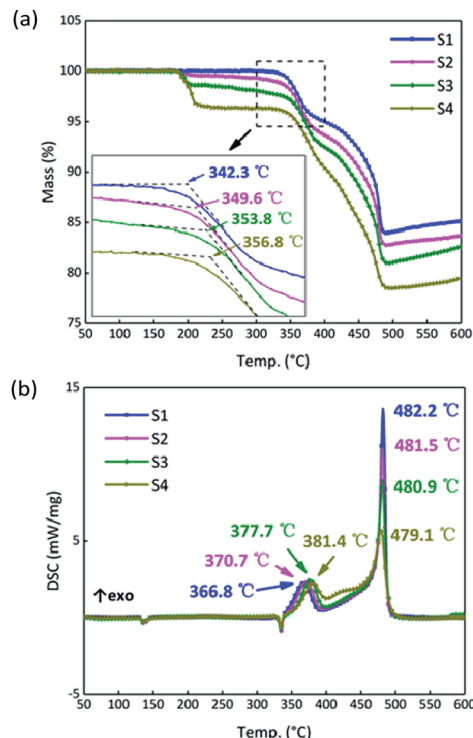 (a)
100
95
90
85
80
75
Mass (%)
S1
S2
S3
S4
342.3 ℃
349.6 ℃
353.8 ℃
356.8 ℃
50 100 150 200 250 300 350 400 450 500 550 600
Temp. (°C)
(b)
15
5
-5
DSC (mW/mg)
S1
S2
S3
S4
482.2 ℃
481.5 ℃
480.9 ℃
479.1 ℃
377.7 ℃
381.4 ℃
370.7 ℃
366.8 ℃
↑exo
50 100 150 200 250 300 350 400 450 500 550 600
Temp. (°C)